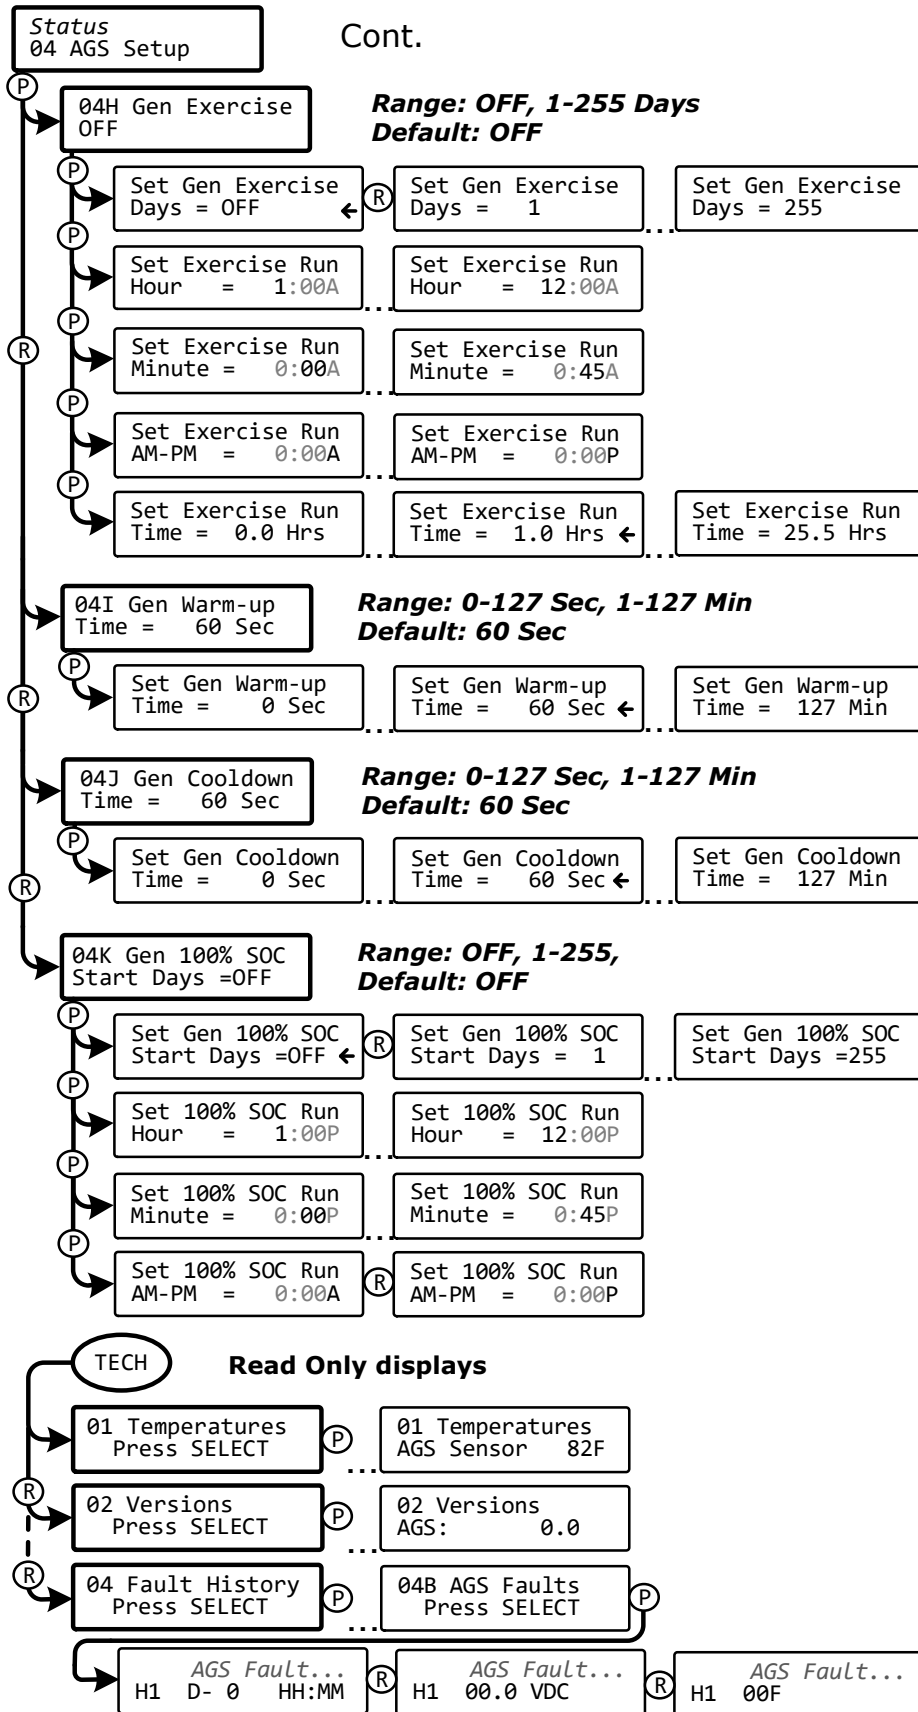 Status
04 AGS Setup
Cont.
P
04H Gen Exercise
OFF
Range: OFF, 1-255 Days
Default: OFF
P
Set Gen Exercise
Days = OFF ←
R
Set Gen Exercise
Days =   1
...
Set Gen Exercise
Days = 255
P
Set Exercise Run
Hour   =  1:00A
...
Set Exercise Run
Hour   = 12:00A
P
R
Set Exercise Run
Minute =  0:00A
...
Set Exercise Run
Minute =  0:45A
P
Set Exercise Run
AM-PM  =  0:00A
...
Set Exercise Run
AM-PM  =  0:00P
P
Set Exercise Run
Time =  0.0 Hrs
...
Set Exercise Run
Time =  1.0 Hrs ←
...
Set Exercise Run
Time = 25.5 Hrs
04I Gen Warm-up
Time =   60 Sec
Range: 0-127 Sec, 1-127 Min
Default: 60 Sec
P
R
Set Gen Warm-up
Time =    0 Sec
...
Set Gen Warm-up
Time =   60 Sec ←
...
Set Gen Warm-up
Time =  127 Min
04J Gen Cooldown
Time =   60 Sec
Range: 0-127 Sec, 1-127 Min
Default: 60 Sec
P
R
Set Gen Cooldown
Time =    0 Sec
...
Set Gen Cooldown
Time =   60 Sec ←
...
Set Gen Cooldown
Time =  127 Min
04K Gen 100% SOC
Start Days =OFF
Range: OFF, 1-255,
Default: OFF
P
Set Gen 100% SOC
Start Days =OFF ←
R
Set Gen 100% SOC
Start Days =  1
...
Set Gen 100% SOC
Start Days =255
P
Set 100% SOC Run
Hour   =  1:00P
...
Set 100% SOC Run
Hour   = 12:00P
P
Set 100% SOC Run
Minute =  0:00P
...
Set 100% SOC Run
Minute =  0:45P
P
Set 100% SOC Run
AM-PM  =  0:00A
R
Set 100% SOC Run
AM-PM  =  0:00P
TECH
Read Only displays
01 Temperatures
Press SELECT
P
...
01 Temperatures
AGS Sensor   82F
R
02 Versions
Press SELECT
P
...
02 Versions
AGS:      0.0
R
04 Fault History
Press SELECT
P
...
04B AGS Faults
Press SELECT
P
AGS Fault...
H1  D- 0   HH:MM
R
AGS Fault...
H1  00.0 VDC
R
AGS Fault...
H1  00F